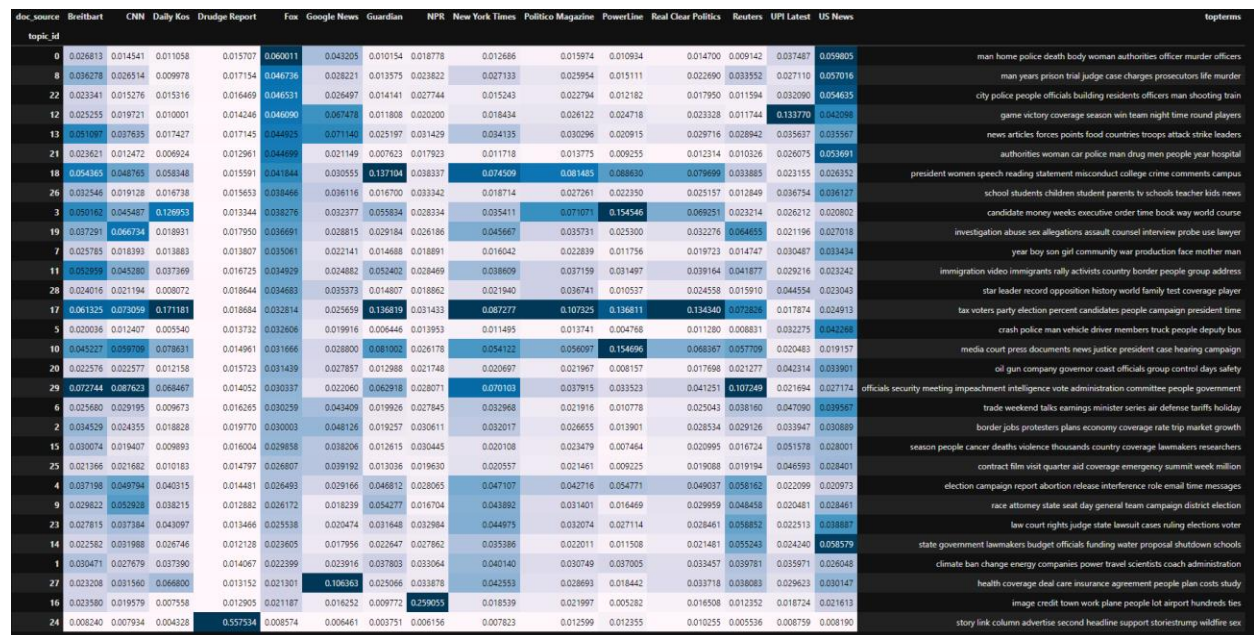 doc_source Breitbart CNN Daily Kos Drudge Report Fox Google News Guardian NPR New York Times Politico Magazine PowerLine Real Clear Politics Reuters UPI Latest US News topterms
topic_id
0 0.026813 0.014541 0.011058 0.015707 0.060011 0.043205 0.010154 0.018778 0.012686 0.015974 0.010934 0.014700 0.009142 0.037487 0.059805 man home police death body woman authorities officer murder officers
8 0.036278 0.026514 0.009978 0.017154 0.046736 0.028221 0.013575 0.023822 0.027133 0.025954 0.015111 0.022690 0.033552 0.027110 0.057016 man years prison trial judge case charges prosecutors life murder
22 0.023341 0.015276 0.015316 0.016469 0.046531 0.026497 0.014141 0.027744 0.015243 0.022794 0.012182 0.017950 0.011594 0.032090 0.054635 city police people officials building residents officers man shooting train
12 0.025255 0.019721 0.010001 0.014246 0.046090 0.067478 0.011808 0.020200 0.018434 0.026122 0.024718 0.023328 0.011744 0.133770 0.042098 game victory coverage season win team night time round players
13 0.051097 0.037635 0.017427 0.017145 0.044925 0.071140 0.025197 0.031429 0.034135 0.030296 0.020915 0.029716 0.028942 0.035637 0.035567 news articles forces points food countries troops attack strike leaders
21 0.023621 0.012472 0.006924 0.012961 0.044699 0.021149 0.007623 0.017923 0.011718 0.013775 0.009255 0.012314 0.010326 0.026075 0.053691 authorities woman car police man drug men people year hospital
18 0.054365 0.048765 0.058348 0.015591 0.041844 0.030555 0.137104 0.038337 0.074509 0.081485 0.088630 0.079699 0.033885 0.023155 0.026352 president women speech reading statement misconduct college crime comments campus
26 0.032546 0.019128 0.016738 0.015653 0.038466 0.036116 0.016700 0.033342 0.018714 0.027261 0.022350 0.025157 0.012849 0.036754 0.036127 school students children student parents tv schools teacher kids news
3 0.050162 0.045487 0.126953 0.013344 0.038276 0.032377 0.055834 0.028334 0.035411 0.071071 0.154546 0.069251 0.023214 0.026212 0.020802 candidate money weeks executive order time book way world course
19 0.037291 0.066734 0.018931 0.017950 0.036691 0.028815 0.029184 0.026186 0.045667 0.035731 0.025300 0.032276 0.064655 0.021196 0.027018 investigation abuse sex allegations assault counsel interview probe use lawyer
7 0.025785 0.018393 0.013883 0.013807 0.035061 0.022141 0.014688 0.018891 0.016042 0.022839 0.011756 0.019723 0.014747 0.030487 0.033434 year boy son girl community war production face mother man
11 0.052959 0.045280 0.037369 0.016725 0.034929 0.024882 0.052402 0.028469 0.038609 0.037159 0.031497 0.039164 0.041877 0.029216 0.023242 immigration video immigrants rally activists country border people group address
28 0.024016 0.021194 0.008072 0.018644 0.034683 0.035373 0.014807 0.018862 0.021940 0.036741 0.010537 0.024558 0.015910 0.044554 0.023043 star leader record opposition history world family test coverage player
17 0.061325 0.073059 0.171181 0.018684 0.032814 0.025659 0.136819 0.031433 0.087277 0.107325 0.136811 0.134340 0.072826 0.017874 0.024913 tax voters party election percent candidates people campaign president time
5 0.020036 0.012407 0.005540 0.013732 0.032606 0.019916 0.006446 0.013953 0.011495 0.013741 0.004768 0.011280 0.008831 0.032275 0.042268 crash police man vehicle driver members truck people deputy bus
10 0.045227 0.059709 0.078631 0.014961 0.031666 0.028800 0.081002 0.026178 0.054122 0.056097 0.154696 0.068367 0.057709 0.020483 0.019157 media court press documents news justice president case hearing campaign
20 0.022576 0.022577 0.012158 0.015723 0.031439 0.027857 0.012988 0.021748 0.020697 0.021967 0.008157 0.017698 0.021277 0.042314 0.033901 oil gun company governor coast officials group control days safety
29 0.072744 0.087623 0.068467 0.014052 0.030337 0.022060 0.062918 0.028071 0.070103 0.037915 0.033523 0.041251 0.107249 0.021694 0.027174 officials security meeting impeachment intelligence vote administration committee people government
6 0.025680 0.029195 0.009673 0.016265 0.030259 0.043409 0.019926 0.027845 0.032968 0.021916 0.010778 0.025043 0.038160 0.047090 0.039567 trade weekend talks earnings minister series air defense tariffs holiday
2 0.034529 0.024355 0.018828 0.019770 0.030003 0.048126 0.019257 0.030611 0.032017 0.026655 0.013901 0.028534 0.029126 0.033947 0.030889 border jobs protesters plans economy coverage rate trip market growth
15 0.030074 0.019407 0.009893 0.016004 0.029858 0.038206 0.012615 0.030445 0.020108 0.023479 0.007464 0.020995 0.016724 0.051578 0.028001 season people cancer deaths violence thousands country coverage lawmakers researchers
25 0.021366 0.021682 0.010183 0.014797 0.026807 0.039192 0.013036 0.019630 0.020557 0.021461 0.009225 0.019088 0.019194 0.046593 0.028401 contract film visit quarter aid coverage emergency summit week million
4 0.037198 0.049794 0.040315 0.014481 0.026493 0.029166 0.046812 0.028065 0.047107 0.042716 0.054771 0.049037 0.058162 0.022099 0.020973 election campaign report abortion release interference role email time messages
9 0.029822 0.052928 0.038215 0.012882 0.026172 0.018239 0.054277 0.016704 0.043892 0.031401 0.016469 0.029959 0.048458 0.020481 0.028461 race attorney state seat day general team campaign district election
23 0.027815 0.037384 0.043097 0.013466 0.025538 0.020474 0.031648 0.032984 0.044975 0.032074 0.027114 0.028461 0.058852 0.022513 0.038887 law court rights judge state lawsuit cases ruling elections voter
14 0.022582 0.031988 0.026746 0.012128 0.023605 0.017956 0.022647 0.027862 0.035386 0.022011 0.011508 0.021481 0.055243 0.024240 0.058579 state government lawmakers budget officials funding water proposal shutdown schools
1 0.030471 0.027679 0.037390 0.014067 0.022399 0.023916 0.037803 0.033064 0.040140 0.030749 0.037005 0.033457 0.039781 0.035971 0.026048 climate ban change energy companies power travel scientists coach administration
27 0.023208 0.031560 0.066800 0.013152 0.021301 0.106363 0.025066 0.033878 0.042553 0.028693 0.018442 0.033718 0.038083 0.029623 0.030147 health coverage deal care insurance agreement people plan costs study
16 0.023580 0.019579 0.007558 0.012905 0.021187 0.016252 0.009772 0.259055 0.018539 0.021997 0.005282 0.016508 0.012352 0.018724 0.021613 image credit town work plane people lot airport hundreds ties
24 0.008240 0.007934 0.004328 0.557534 0.008574 0.006461 0.003751 0.006156 0.007823 0.012599 0.012355 0.010255 0.005536 0.008759 0.008190 story link column advertise second headline support storiestrump wildfire sex